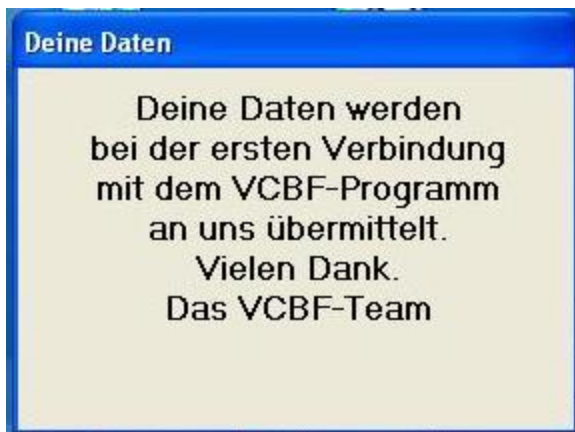 Deine Daten
Deine Daten werden
bei der ersten Verbindung
mit dem VCBF-Programm
an uns übermittelt.
Vielen Dank.
Das VCBF-Team